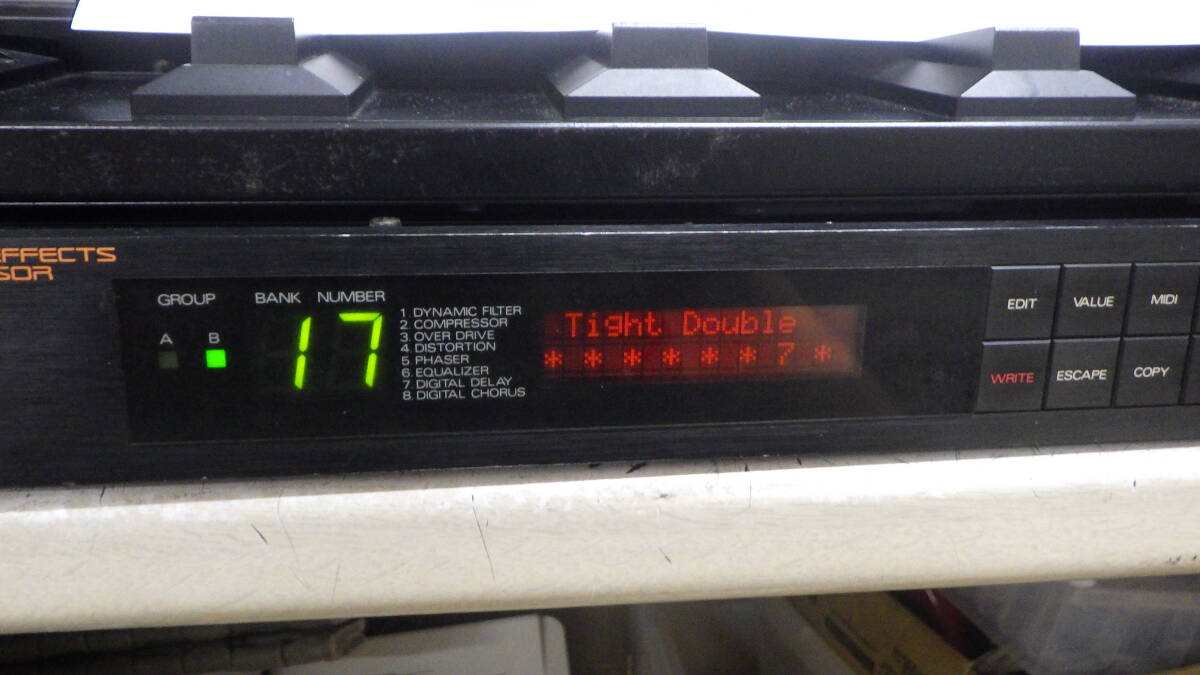 EFFECTS
SOR
GROUP
A B
BANK NUMBER
17
1. DYNAMIC FILTER
2. COMPRESSOR
3. OVER DRIVE
4. DISTORTION
5. PHASER
6. EQUALIZER
7. DIGITAL DELAY
8. DIGITAL CHORUS
Tight Double
* * * * * * 7 *
EDIT VALUE MIDI
WRITE ESCAPE COPY